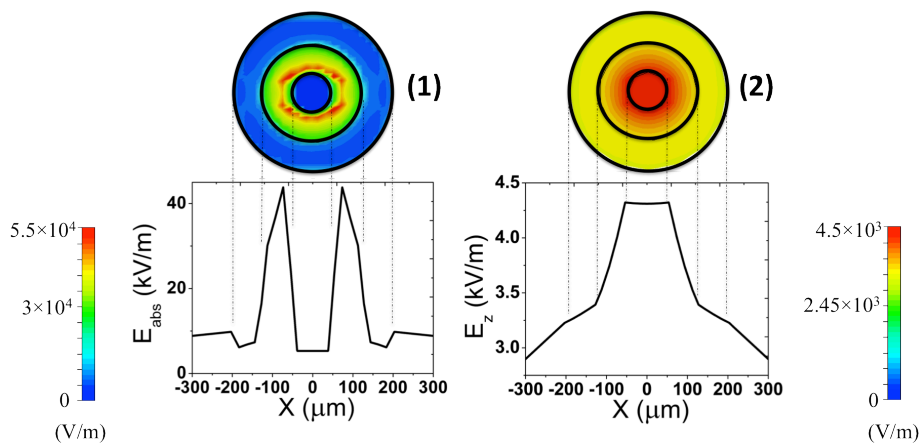 (1)
(2)
5.5×10⁴
3×10⁴
0
(V/m)
E_abs (kV/m)
40
20
0
-300 -200 -100 0 100 200 300
X (μm)
E_z (kV/m)
4.5
4.0
3.5
3.0
-300 -200 -100 0 100 200 300
X (μm)
4.5×10³
2.45×10³
0
(V/m)